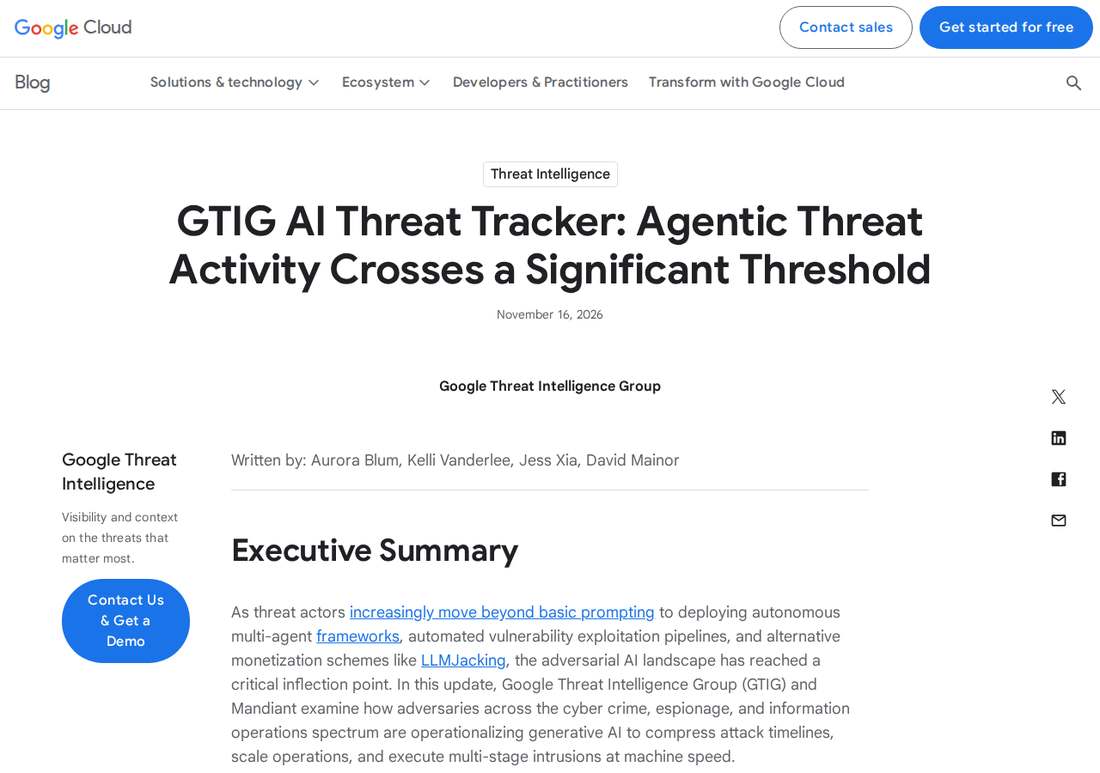 Google Cloud
Contact sales
Get started for free
Blog
Solutions & technology
Ecosystem
Developers & Practitioners
Transform with Google Cloud
Threat Intelligence
GTIG AI Threat Tracker: Agentic Threat
Activity Crosses a Significant Threshold
November 16, 2026
Google Threat Intelligence Group
Google Threat
Intelligence
Visibility and context
on the threats that
matter most.
Contact Us
& Get a
Demo
Written by: Aurora Blum, Kelli Vanderlee, Jess Xia, David Mainor
Executive Summary
As threat actors increasingly move beyond basic prompting to deploying autonomous
multi-agent frameworks, automated vulnerability exploitation pipelines, and alternative
monetization schemes like LLMJacking, the adversarial AI landscape has reached a
critical inflection point. In this update, Google Threat Intelligence Group (GTIG) and
Mandiant examine how adversaries across the cyber crime, espionage, and information
operations spectrum are operationalizing generative AI to compress attack timelines,
scale operations, and execute multi-stage intrusions at machine speed.